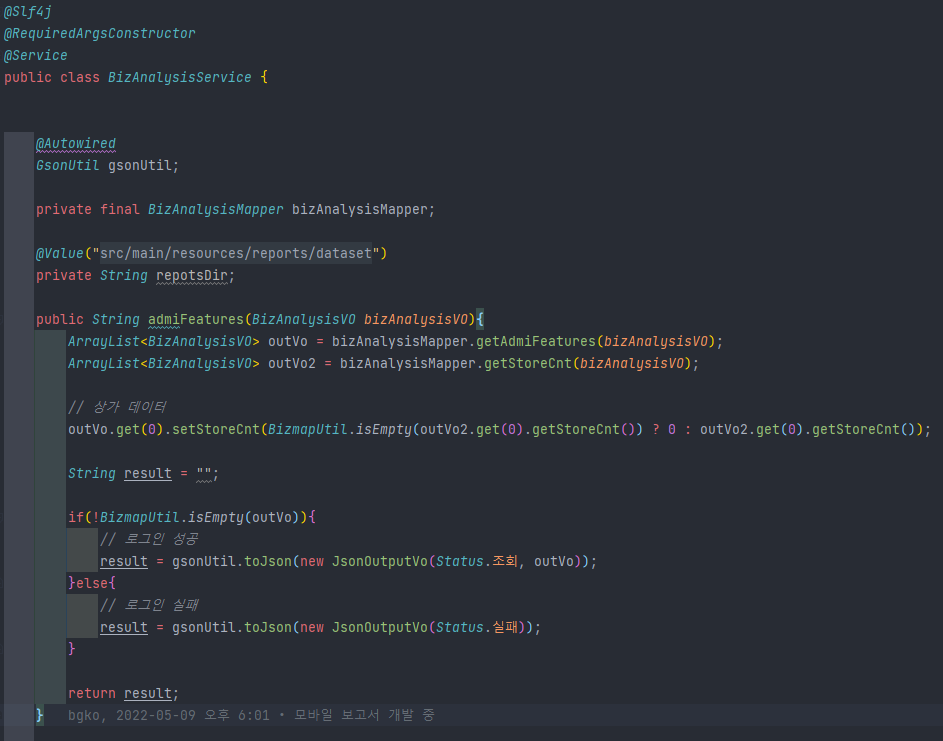 @Slf4j
@RequiredArgsConstructor
@Service
public class BizAnalysisService {
@Autowired
GsonUtil gsonUtil;
private final BizAnalysisMapper bizAnalysisMapper;
@Value("src/main/resources/reports/dataset")
private String repotsDir;
public String admiFeatures(BizAnalysisVO bizAnalysisVO){
ArrayList<BizAnalysisVO> outVo = bizAnalysisMapper.getAdmiFeatures(bizAnalysisVO);
ArrayList<BizAnalysisVO> outVo2 = bizAnalysisMapper.getStoreCnt(bizAnalysisVO);
// 상가 데이터
outVo.get(0).setStoreCnt(BizmapUtil.isEmpty(outVo2.get(0).getStoreCnt()) ? 0 : outVo2.get(0).getStoreCnt());
String result = "";
if(!BizmapUtil.isEmpty(outVo)){
// 로그인 성공
result = gsonUtil.toJson(new JsonOutputVo(Status.조회, outVo));
}else{
// 로그인 실패
result = gsonUtil.toJson(new JsonOutputVo(Status.실패));
}
return result;
} bgko, 2022-05-09 오후 6:01 • 모바일 보고서 개발 중